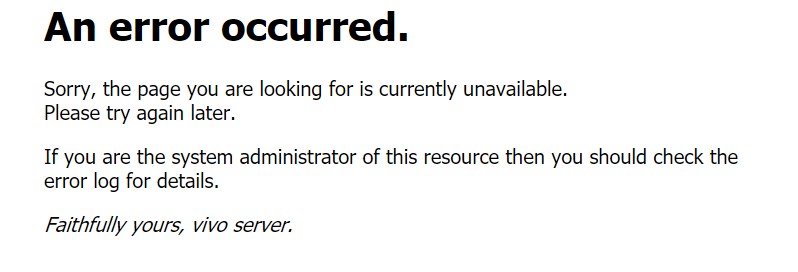 An error occurred.
Sorry, the page you are looking for is currently unavailable.
Please try again later.
If you are the system administrator of this resource then you should check the
error log for details.
Faithfully yours, vivo server.